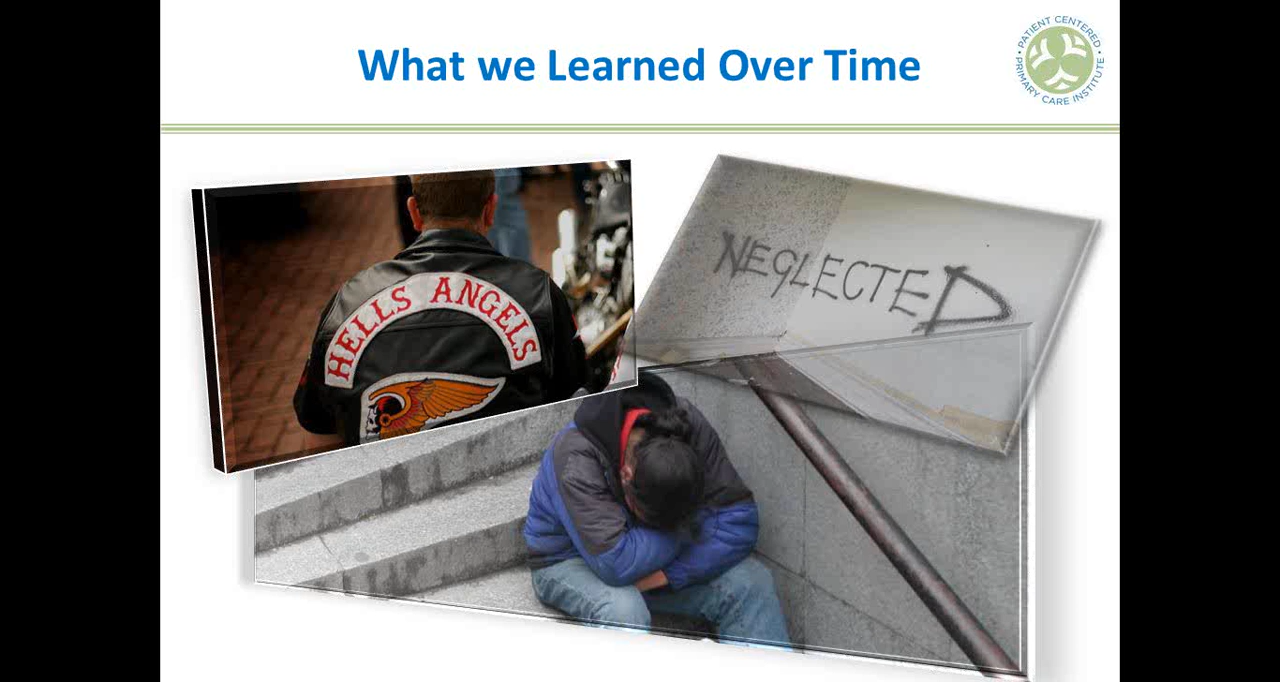 What we Learned Over Time
PATIENT CENTERED
PRIMARY CARE INSTITUTE
HELLS ANGELS
NEGLECTED